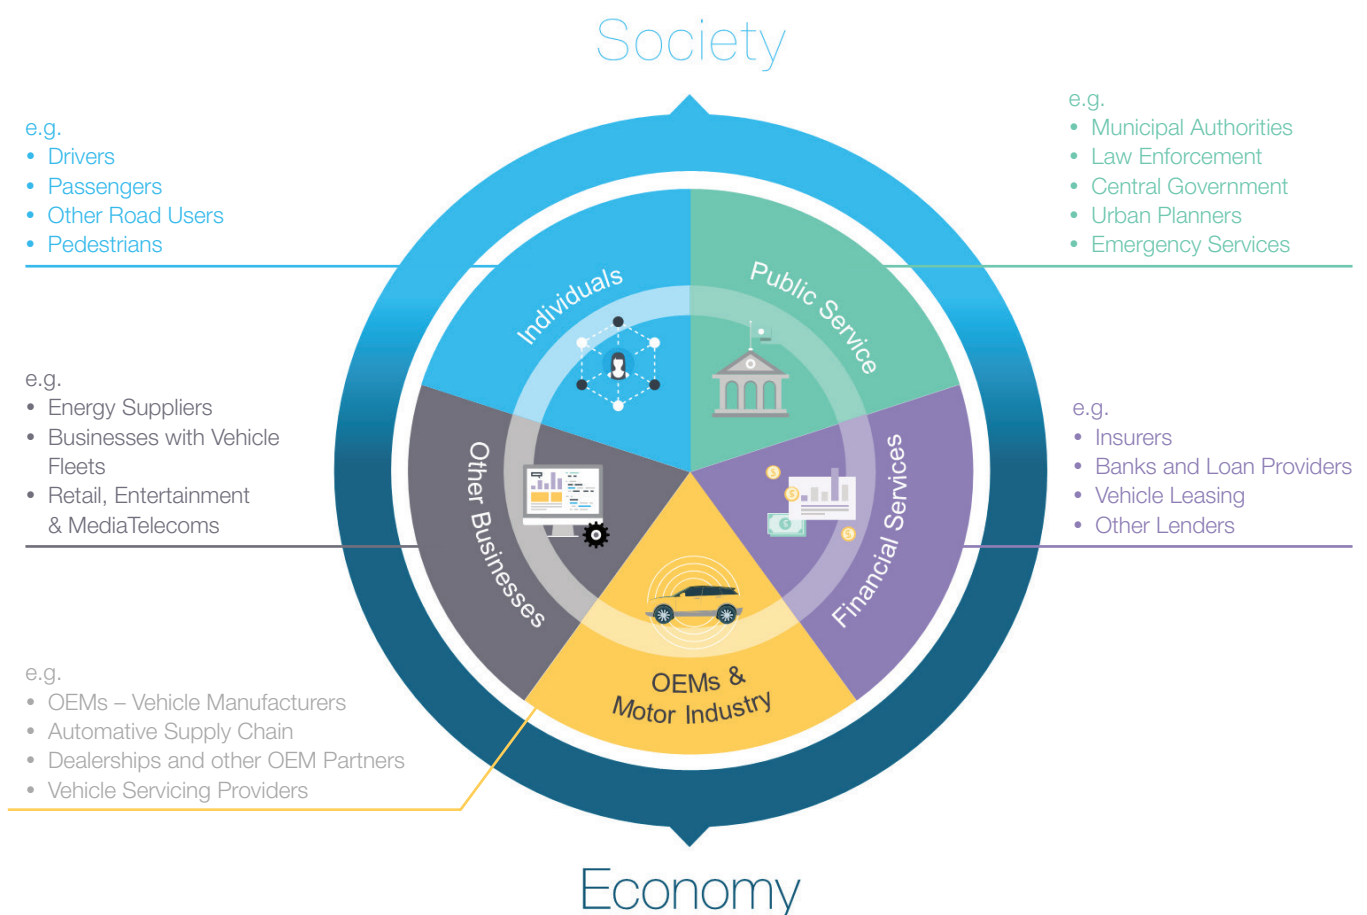 Society
e.g.
• Drivers
• Passengers
• Other Road Users
• Pedestrians
e.g.
• Municipal Authorities
• Law Enforcement
• Central Government
• Urban Planners
• Emergency Services
Individuals
Public Service
e.g.
• Energy Suppliers
• Businesses with Vehicle
Fleets
• Retail, Entertainment
& MediaTelecoms
e.g.
• Insurers
• Banks and Loan Providers
• Vehicle Leasing
• Other Lenders
Other Businesses
Financial Services
OEMs &
Motor Industry
e.g.
• OEMs – Vehicle Manufacturers
• Automative Supply Chain
• Dealerships and other OEM Partners
• Vehicle Servicing Providers
Economy